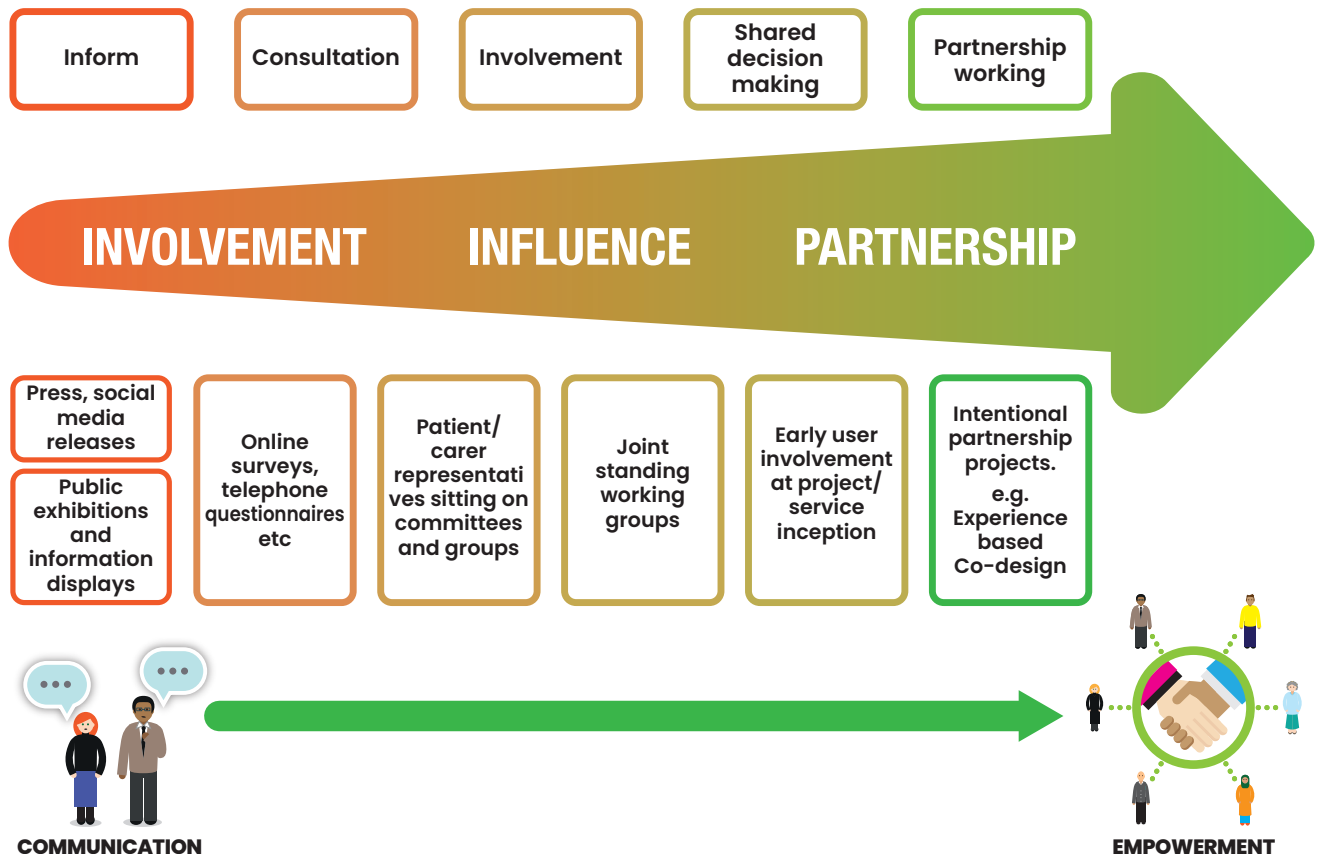 Inform
Consultation
Involvement
Shared
decision
making
Partnership
working
INVOLVEMENT
INFLUENCE
PARTNERSHIP
Press, social
media
releases
Public
exhibitions
and
information
displays
Online
surveys,
telephone
questionnaires
etc
Patient/
carer
representati
ves sitting on
committees
and groups
Joint
standing
working
groups
Early user
involvement
at project/
service
inception
Intentional
partnership
projects.
e.g.
Experience
based
Co-design
COMMUNICATION
EMPOWERMENT